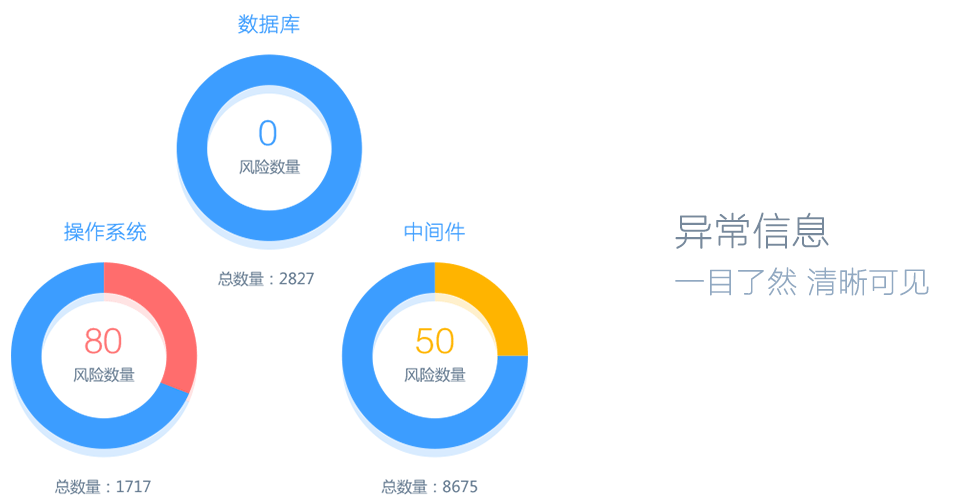 数据库
0
风险数量
总数量：2827
操作系统
80
风险数量
总数量：1717
中间件
50
风险数量
总数量：8675
异常信息
一目了然 清晰可见